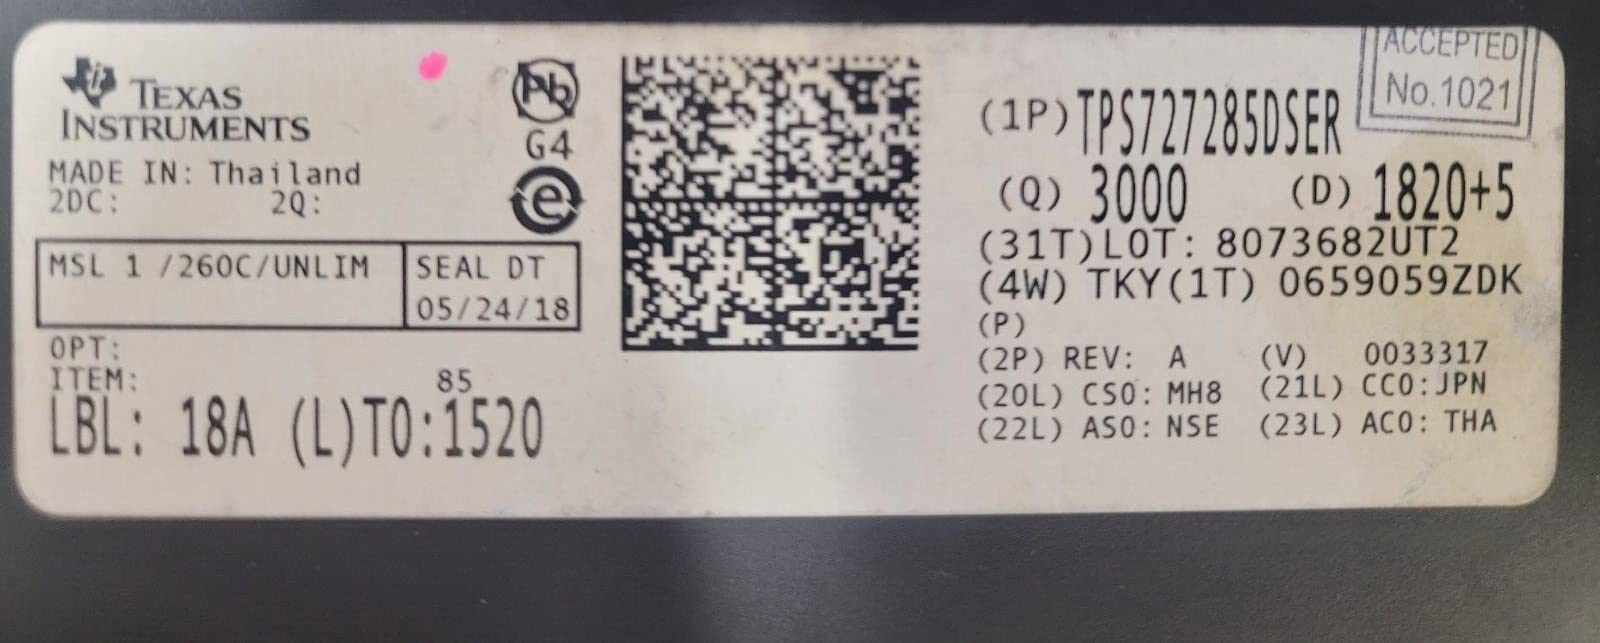 TEXAS
INSTRUMENTS
MADE IN: Thailand
2DC: 2Q:
Pb
G4
e
MSL 1 /260C/UNLIM
SEAL DT
05/24/18
OPT:
ITEM: 85
LBL: 18A (L)TO:1520
ACCEPTED
No.1021
(1P)TPS727285DSER
(Q) 3000 (D) 1820+5
(31T)LOT: 8073682UT2
(4W) TKY(1T) 0659059ZDK
(P)
(2P) REV: A (V) 0033317
(20L) CSO: MH8 (21L) CCO:JPN
(22L) ASO: NSE (23L) ACO: THA